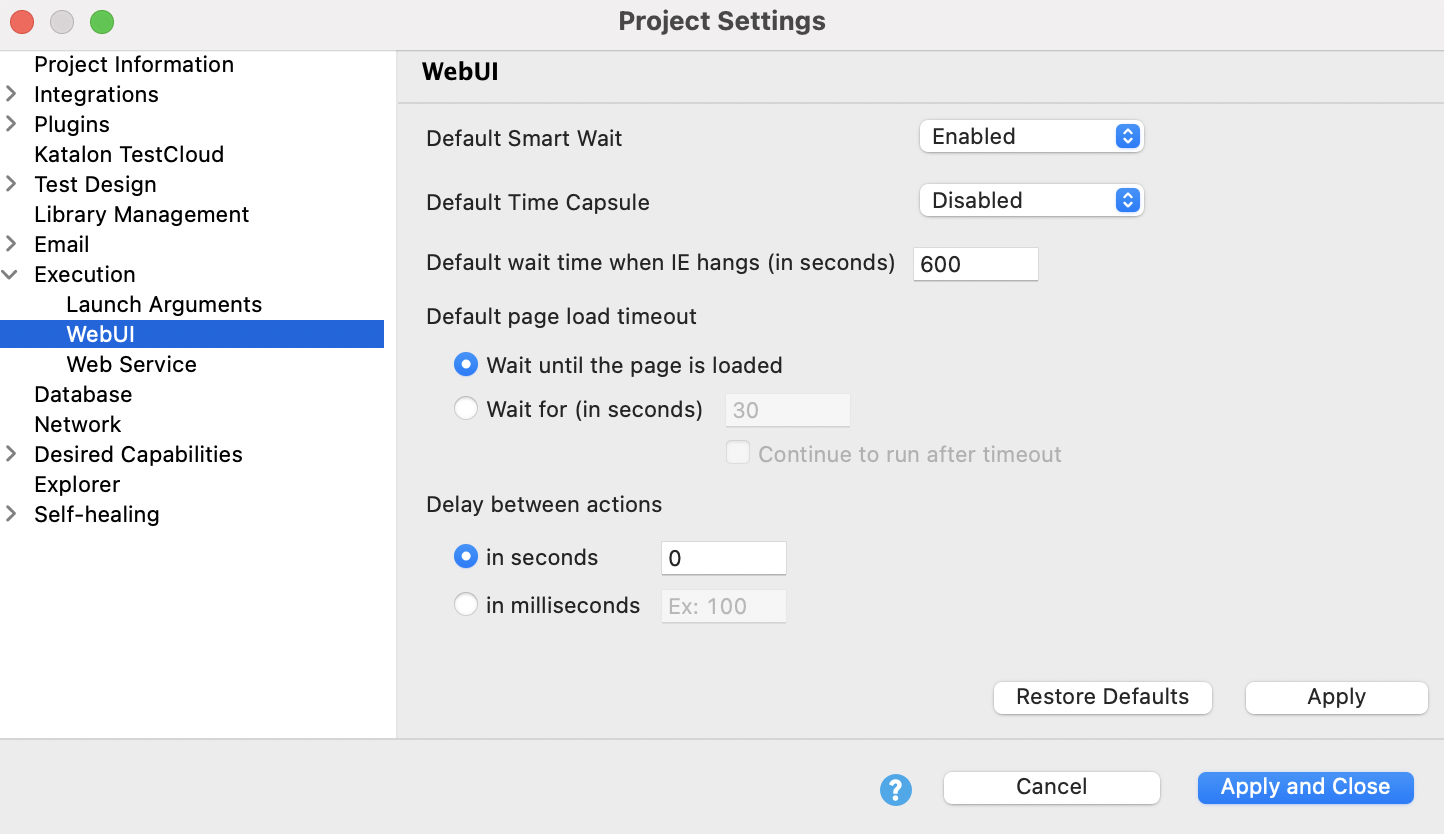 Project Settings
Project Information
Integrations
Plugins
Katalon TestCloud
Test Design
Library Management
Email
Execution
Launch Arguments
WebUI
Web Service
Database
Network
Desired Capabilities
Explorer
Self-healing
WebUI
Default Smart Wait Enabled
Default Time Capsule Disabled
Default wait time when IE hangs (in seconds) 600
Default page load timeout
Wait until the page is loaded
Wait for (in seconds) 30
Continue to run after timeout
Delay between actions
in seconds 0
in milliseconds Ex: 100
Restore Defaults Apply
? Cancel Apply and Close